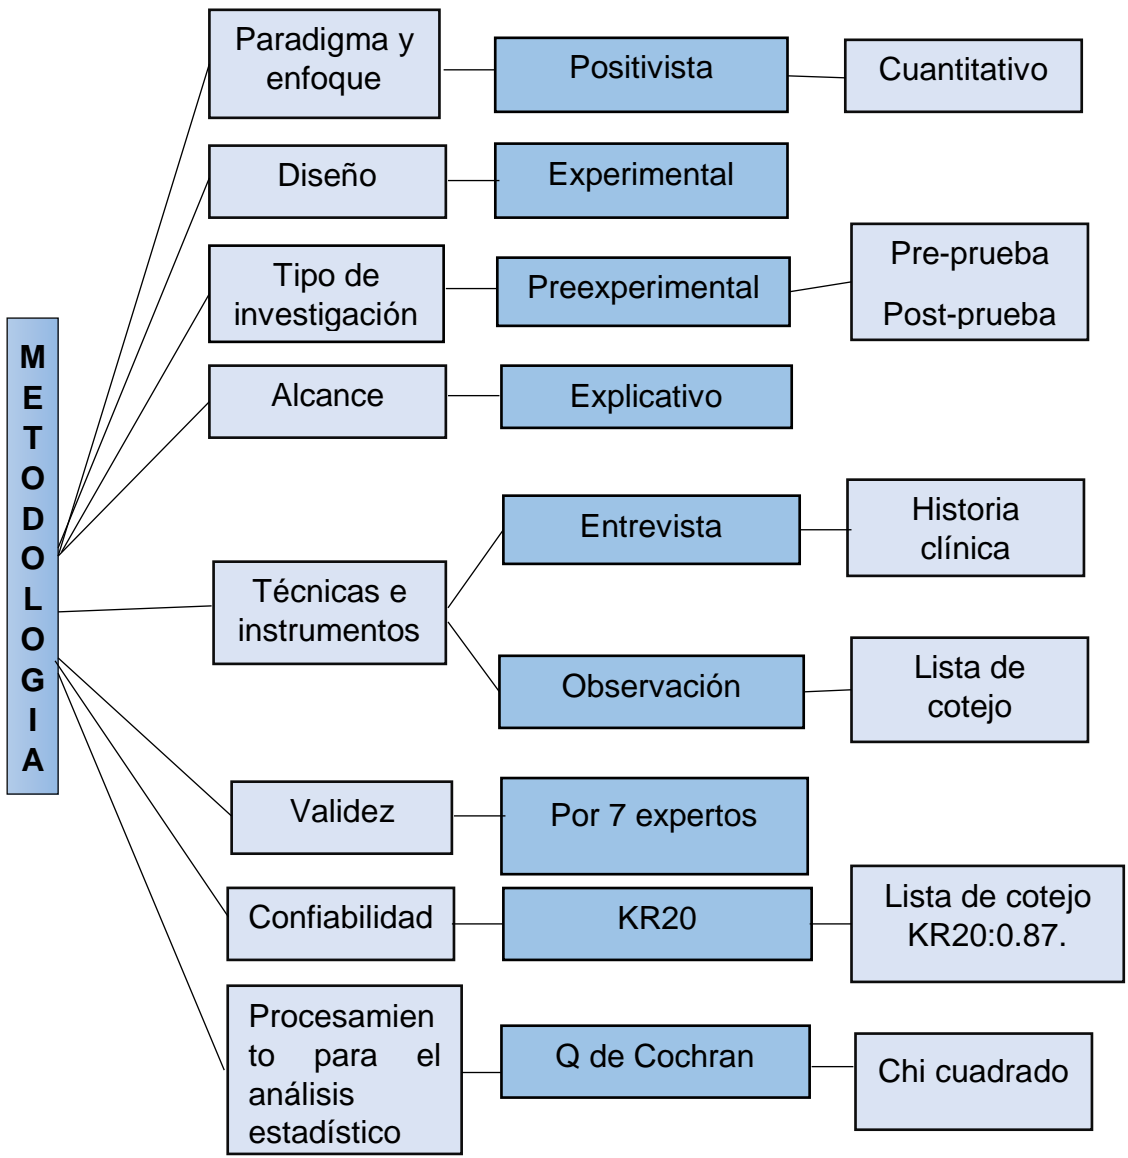 METODOLOGIA
Paradigma y
enfoque
Positivista
Cuantitativo
Diseño
Experimental
Tipo de
investigación
Preexperimental
Pre-prueba
Post-prueba
Alcance
Explicativo
Técnicas e
instrumentos
Entrevista
Historia
clínica
Observación
Lista de
cotejo
Validez
Por 7 expertos
Confiabilidad
KR20
Lista de cotejo
KR20:0.87.
Procesamien
to para el
análisis
estadístico
Q de Cochran
Chi cuadrado